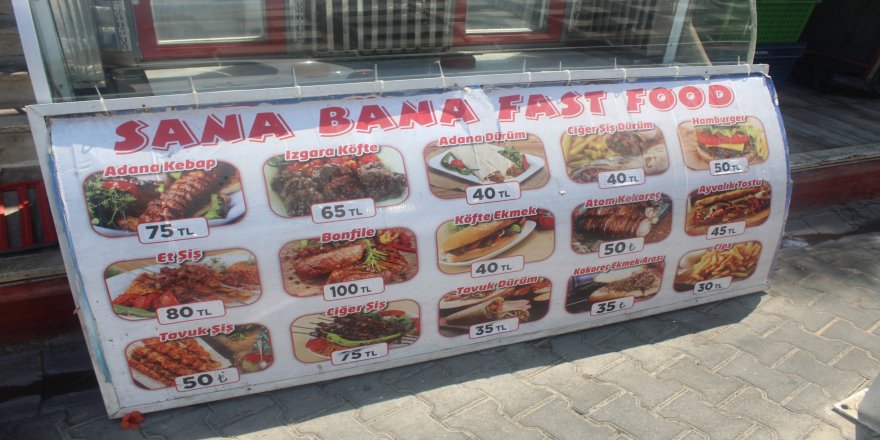 SANA BANA FAST FOOD
Adana Kebap
75 TL
Et Şiş
80 TL
Tavuk Şiş
50 ₺
Izgara Köfte
65 TL
Bonfile
100 TL
Ciğer Şiş
75 TL
Adana Dürüm
40 TL
Köfte Ekmek
40 TL
Tavuk Dürüm
35 TL
Ciğer Şiş Dürüm
40 TL
Atom Kokoreç
50 ₺
Kokoreç Ekmek Arası
35 ₺
Hamburger
50 TL
Ayvalık Tostu
45 TL
Cips
30 TL